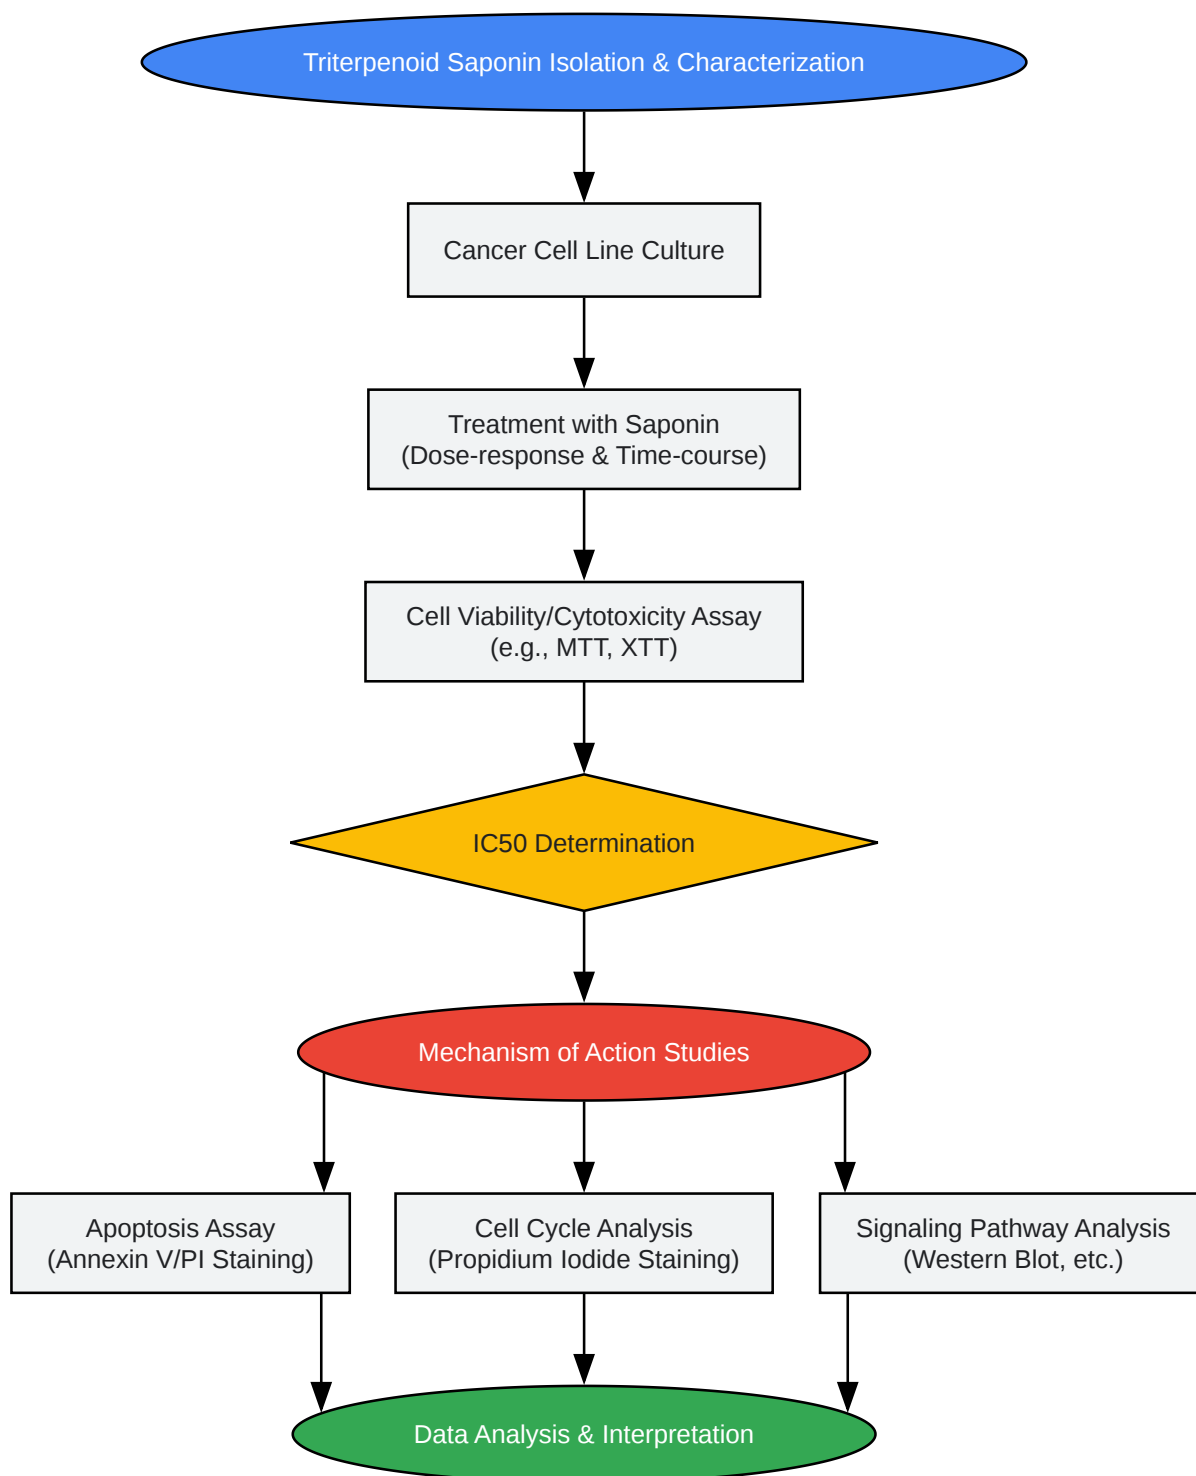 Triterpenoid Saponin Isolation & Characterization
Cancer Cell Line Culture
Treatment with Saponin
(Dose-response & Time-course)
Cell Viability/Cytotoxicity Assay
(e.g., MTT, XTT)
IC50 Determination
Mechanism of Action Studies
Apoptosis Assay
(Annexin V/PI Staining)
Cell Cycle Analysis
(Propidium Iodide Staining)
Signaling Pathway Analysis
(Western Blot, etc.)
Data Analysis & Interpretation